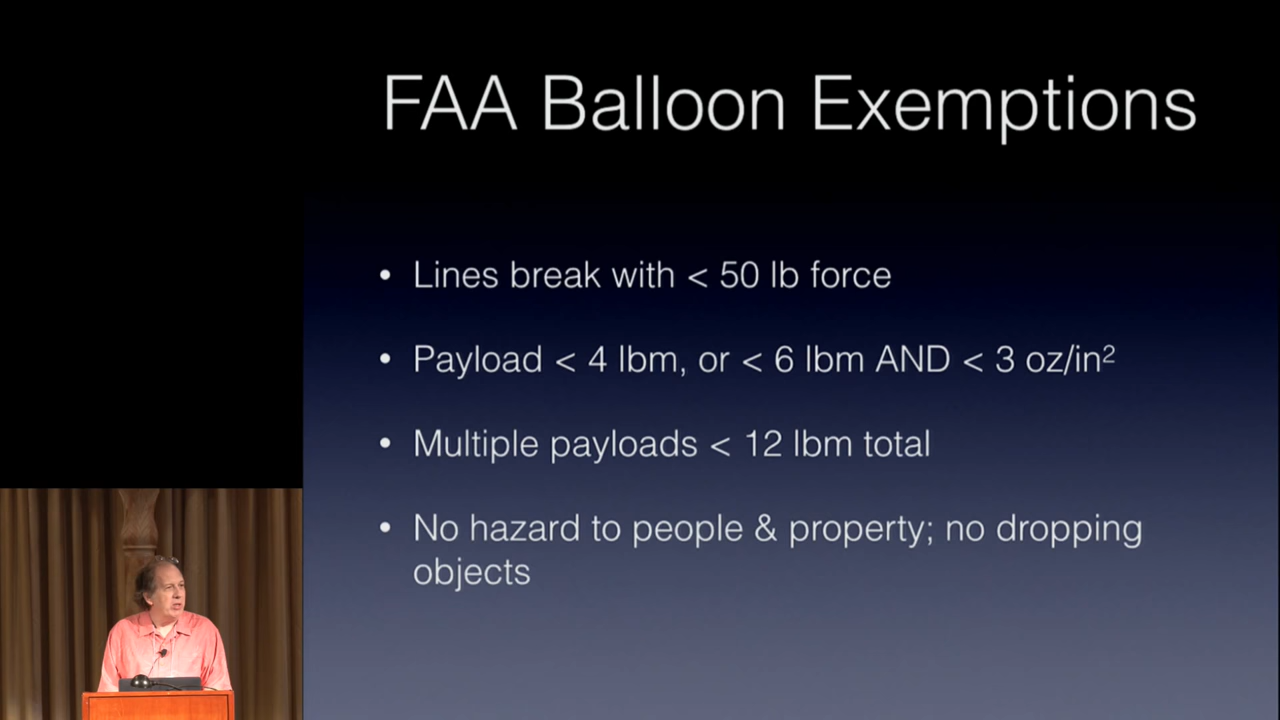 FAA Balloon Exemptions
• Lines break with < 50 lb force
• Payload < 4 lbm, or < 6 lbm AND < 3 oz/in²
• Multiple payloads < 12 lbm total
• No hazard to people & property; no dropping
objects